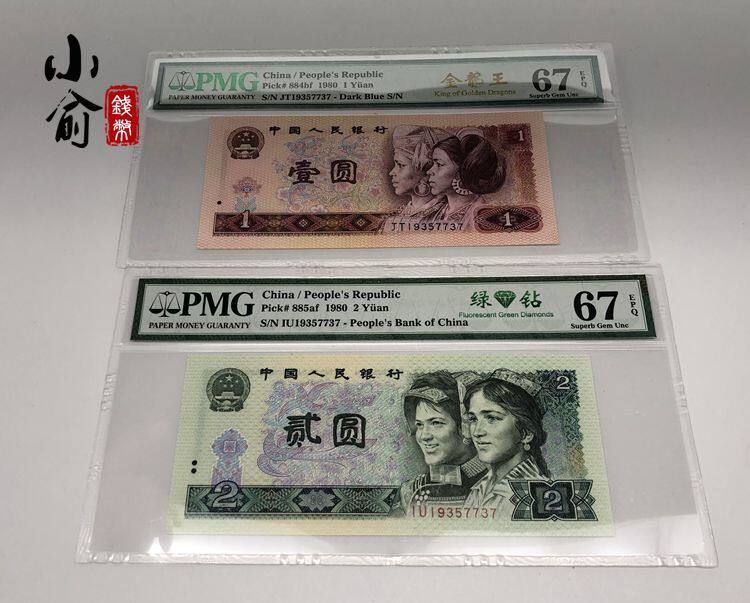 小俞
錢幣
PMG
PAPER MONEY GUARANTY
China / People's Republic
Pick# 884bf 1980 1 Yüan
S/N JT19357737 - Dark Blue S/N
金龍王
King of Golden Dragons
67 EPQ
Superb Gem Unc
中国人民银行
壹圆
1
1
1
JT19357737
PMG
PAPER MONEY GUARANTY
China / People's Republic
Pick# 885af 1980 2 Yüan
S/N IU19357737 - People's Bank of China
绿钻
Fluorescent Green Diamonds
67 EPQ
Superb Gem Unc
中国人民银行
2
贰圆
2
2
IU19357737